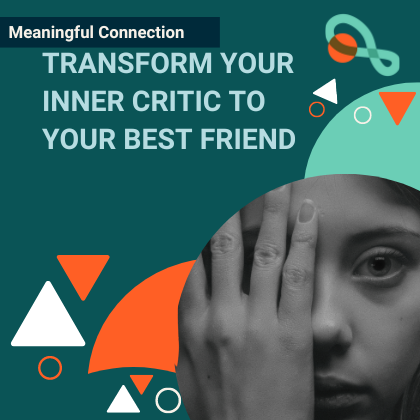 Meaningful Connection
TRANSFORM YOUR
INNER CRITIC TO
YOUR BEST FRIEND